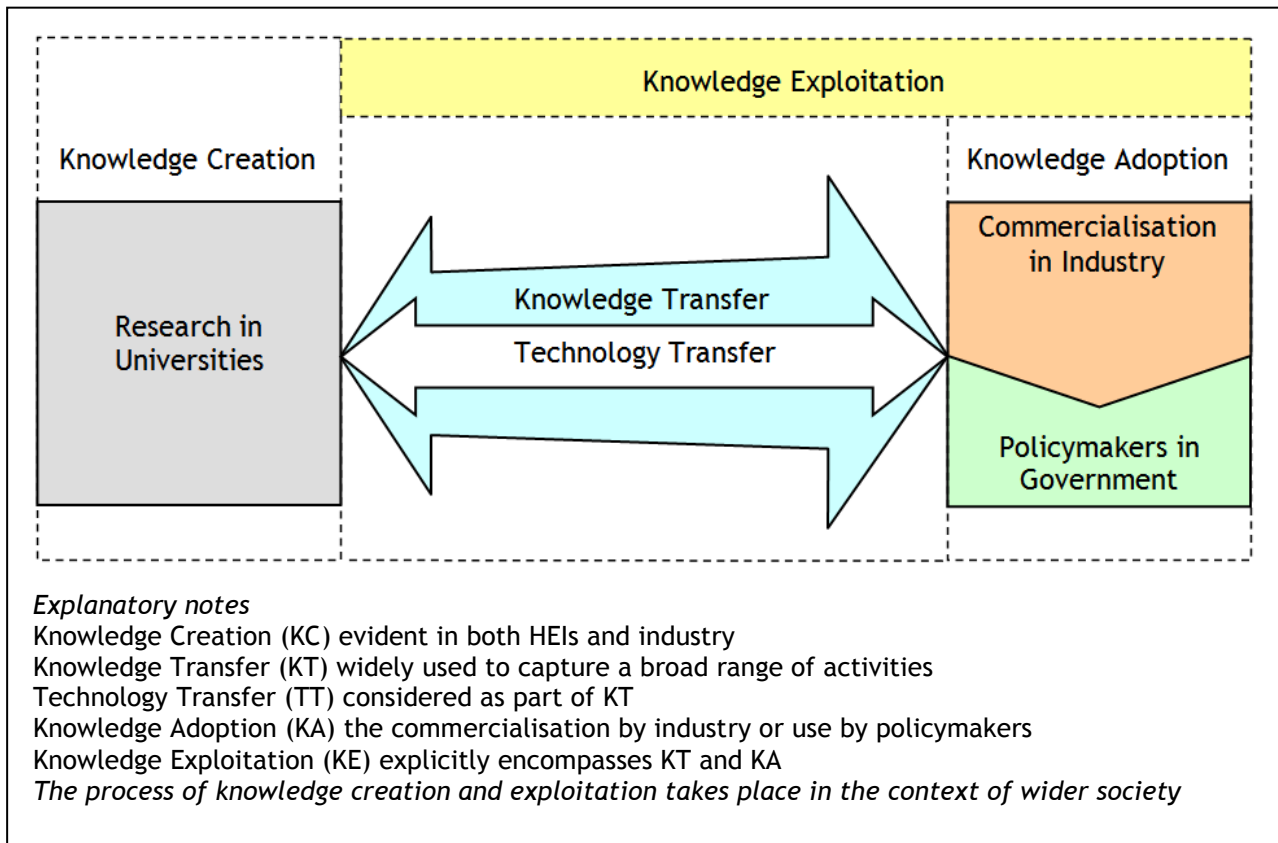 Knowledge Exploitation
Knowledge Creation
Knowledge Adoption
Research in
Universities
Knowledge Transfer
Technology Transfer
Commercialisation
in Industry
Policymakers in
Government
Explanatory notes
Knowledge Creation (KC) evident in both HEIs and industry
Knowledge Transfer (KT) widely used to capture a broad range of activities
Technology Transfer (TT) considered as part of KT
Knowledge Adoption (KA) the commercialisation by industry or use by policymakers
Knowledge Exploitation (KE) explicitly encompasses KT and KA
The process of knowledge creation and exploitation takes place in the context of wider society